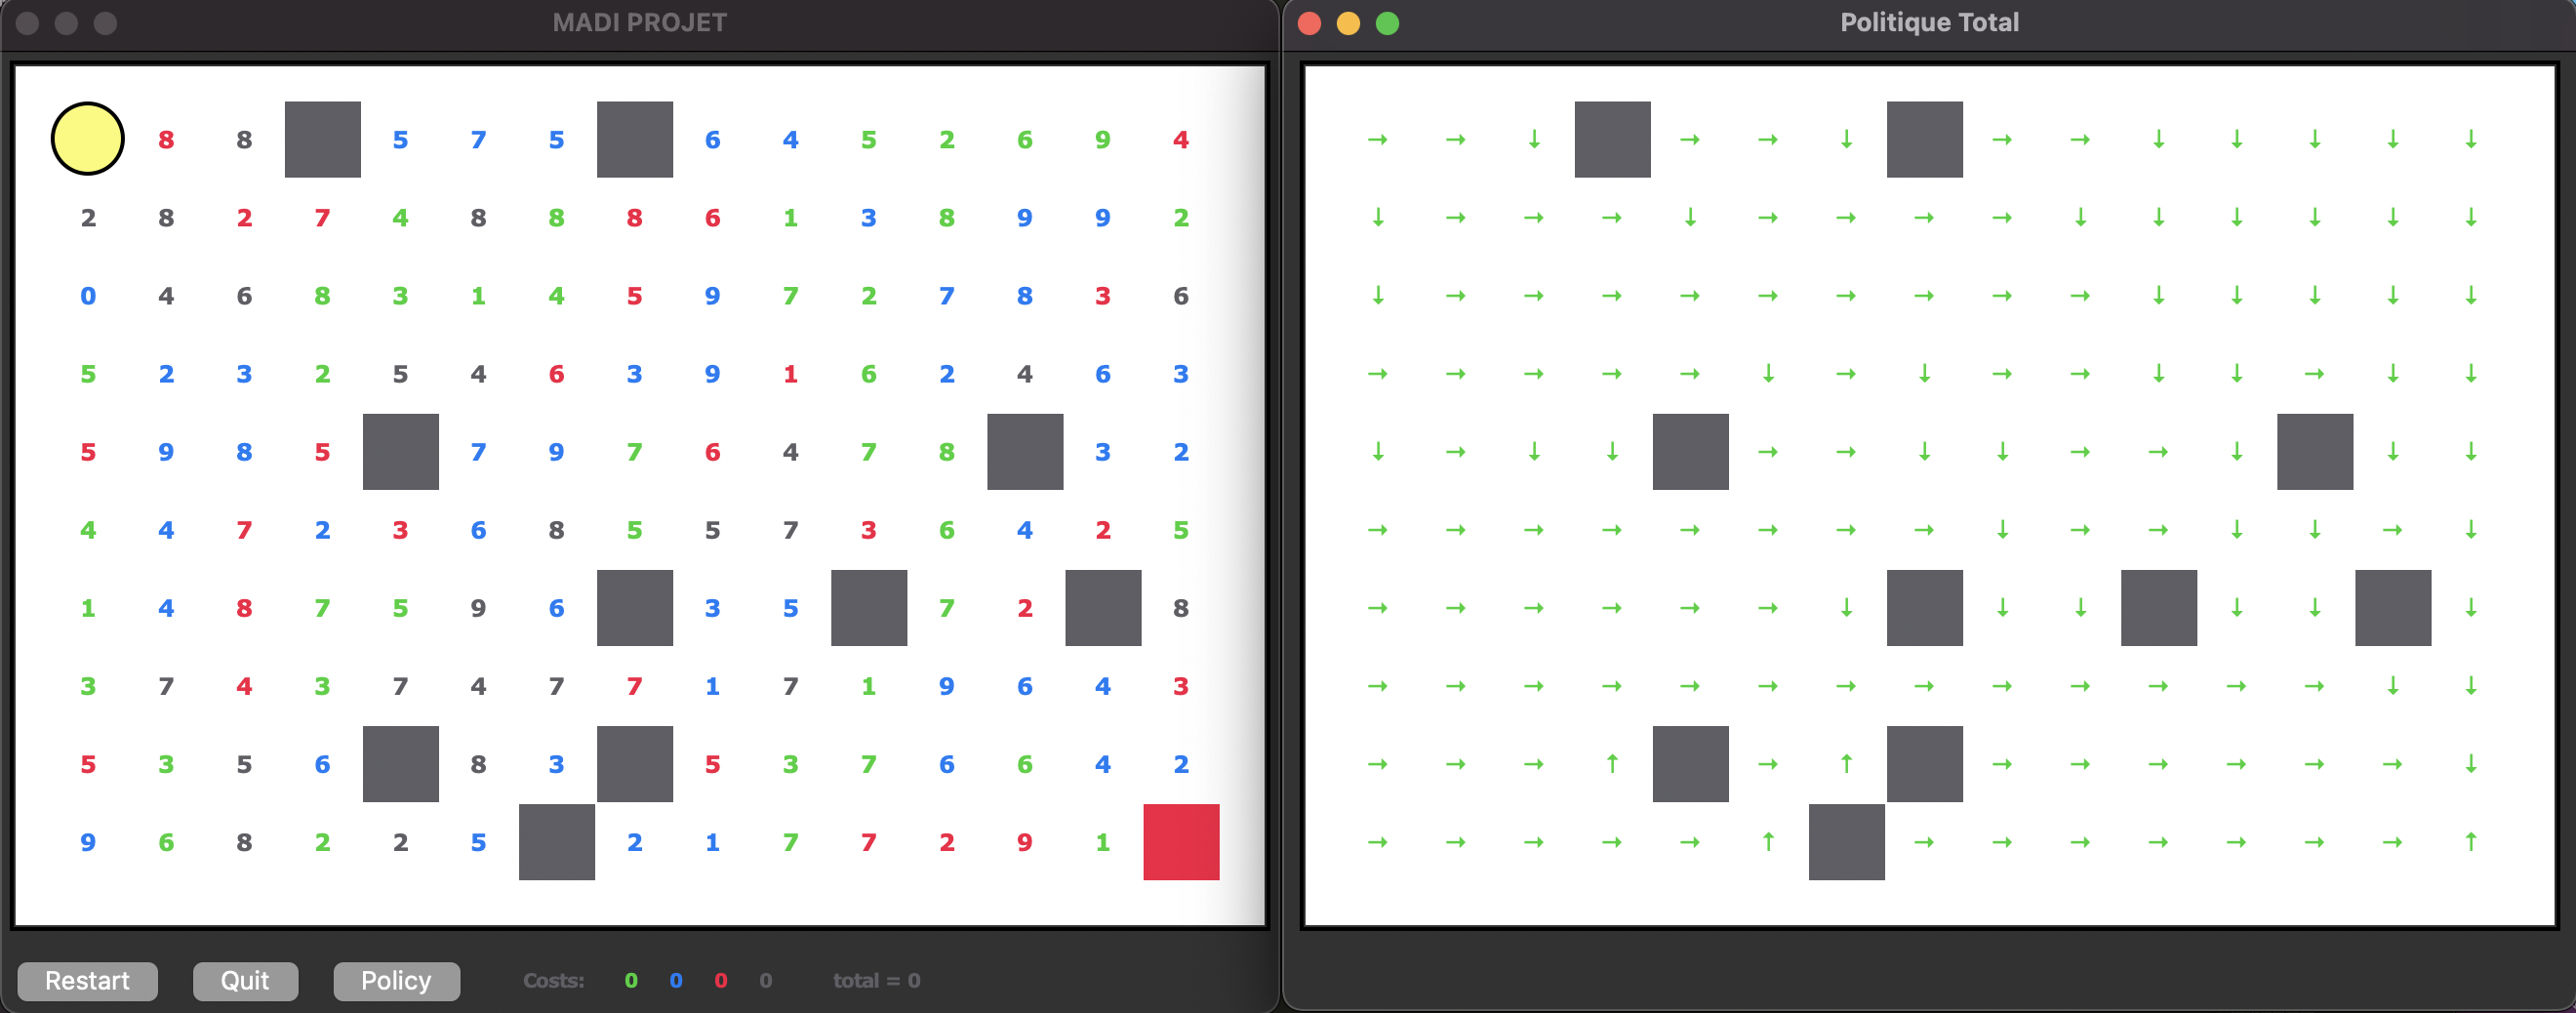 MADI PROJET
Politique Total
8 8 5 7 5 6 4 5 2 6 9 4
→ → ↓ → → ↓ → → ↓ ↓ ↓ ↓ ↓
2 8 2 7 4 8 8 8 6 1 3 8 9 9 2
↓ → → → ↓ → → → → ↓ ↓ ↓ ↓ ↓ ↓
0 4 6 8 3 1 4 5 9 7 2 7 8 3 6
↓ → → → → → → → → → ↓ ↓ ↓ ↓ ↓
5 2 3 2 5 4 6 3 9 1 6 2 4 6 3
→ → → → → ↓ → ↓ → → ↓ ↓ → ↓ ↓
5 9 8 5 7 9 7 6 4 7 8 3 2
↓ → ↓ ↓ → → ↓ ↓ → → ↓ ↓ ↓
4 4 7 2 3 6 8 5 5 7 3 6 4 2 5
→ → → → → → → → ↓ → → ↓ ↓ → ↓
1 4 8 7 5 9 6 3 5 7 2 8
→ → → → → → ↓ ↓ ↓ ↓ ↓ ↓
3 7 4 3 7 4 7 7 1 7 1 9 6 4 3
→ → → → → → → → → → → → → ↓ ↓
5 3 5 6 8 3 5 3 7 6 6 4 2
→ → → ↑ → ↑ → → → → → → ↓
9 6 8 2 2 5 2 1 7 7 2 9 1
→ → → → → ↑ → → → → → → → ↑
Restart Quit Policy Costs: 0 0 0 0 total = 0